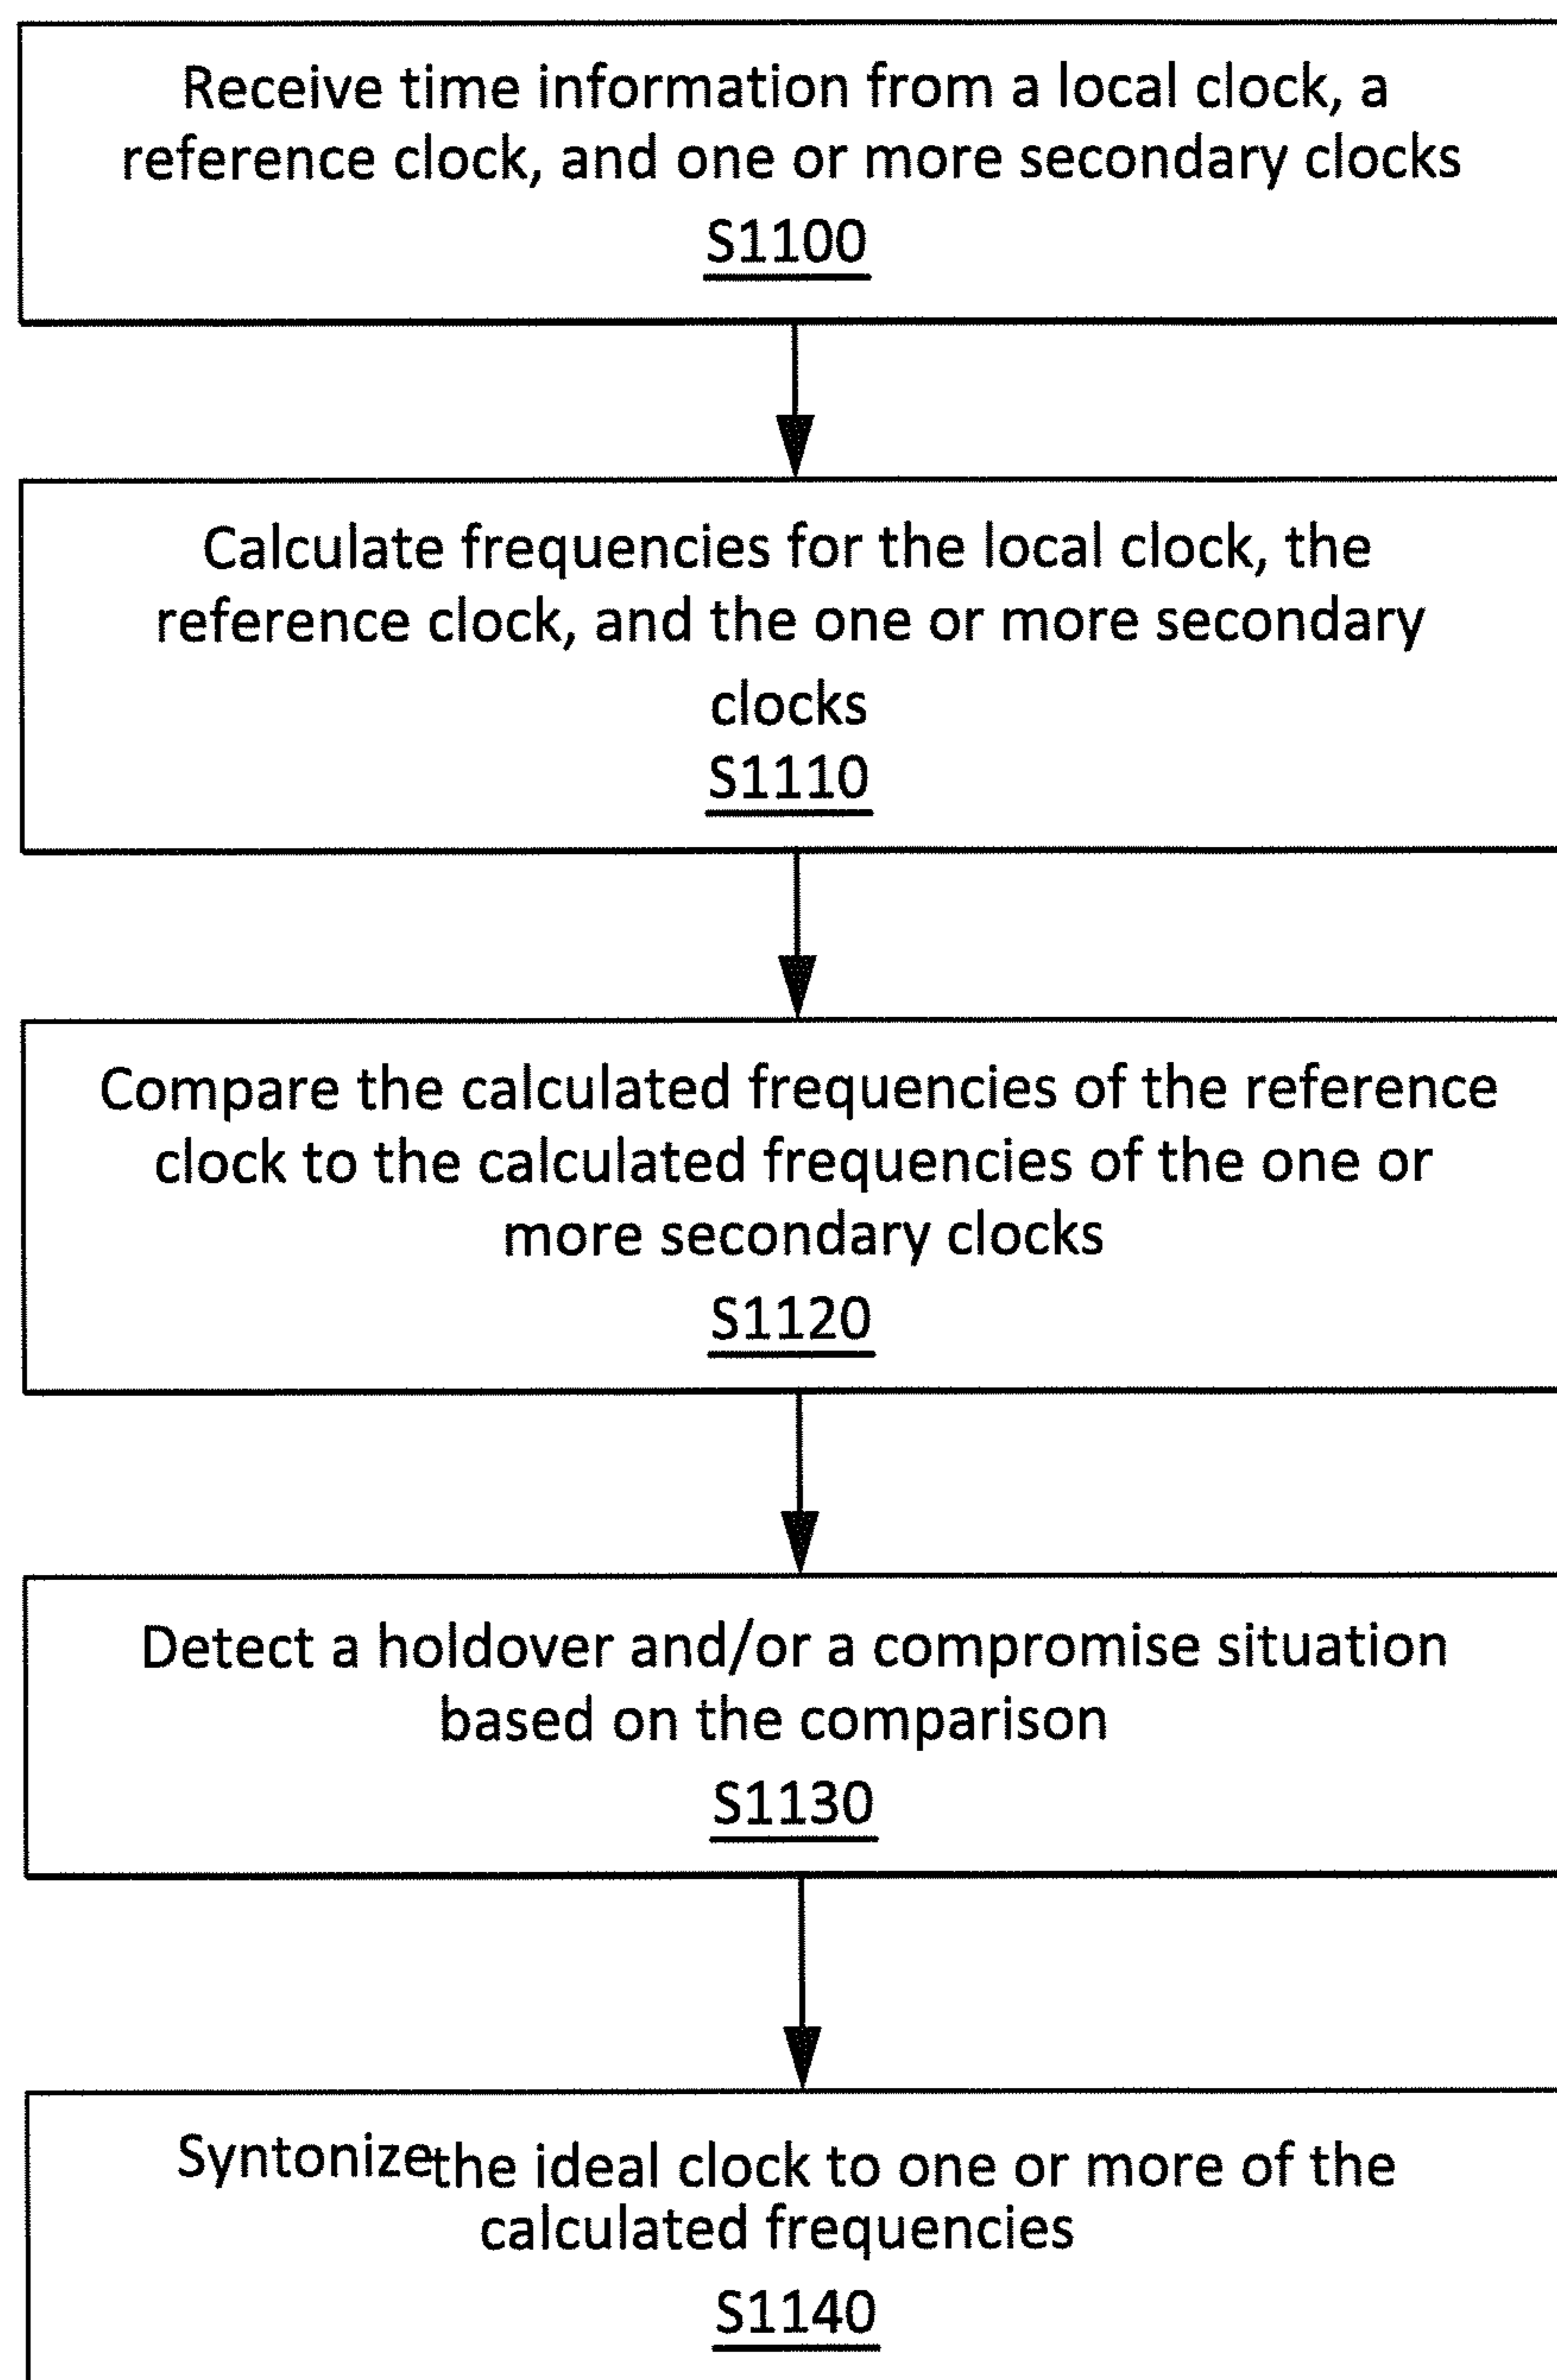 Receive time information from a local clock, a
reference clock, and one or more secondary clocks
S1100
Calculate frequencies for the local clock, the
reference clock, and the one or more secondary
clocks
S1110
Compare the calculated frequencies of the reference
clock to the calculated frequencies of the one or
more secondary clocks
S1120
Detect a holdover and/or a compromise situation
based on the comparison
S1130
Syntonize the ideal clock to one or more of the
calculated frequencies
S1140